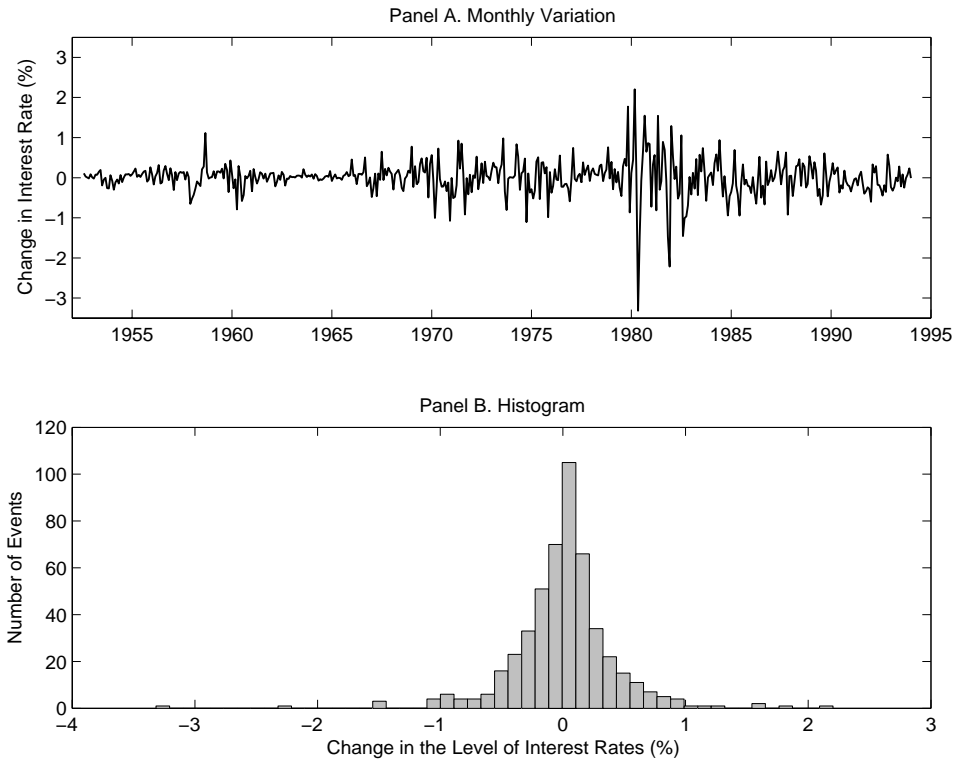 Panel A. Monthly Variation
Change in Interest Rate (%)
3
2
1
0
−1
−2
−3
1955 1960 1965 1970 1975 1980 1985 1990 1995
Panel B. Histogram
Number of Events
120
100
80
60
40
20
0
−4 −3 −2 −1 0 1 2 3
Change in the Level of Interest Rates (%)